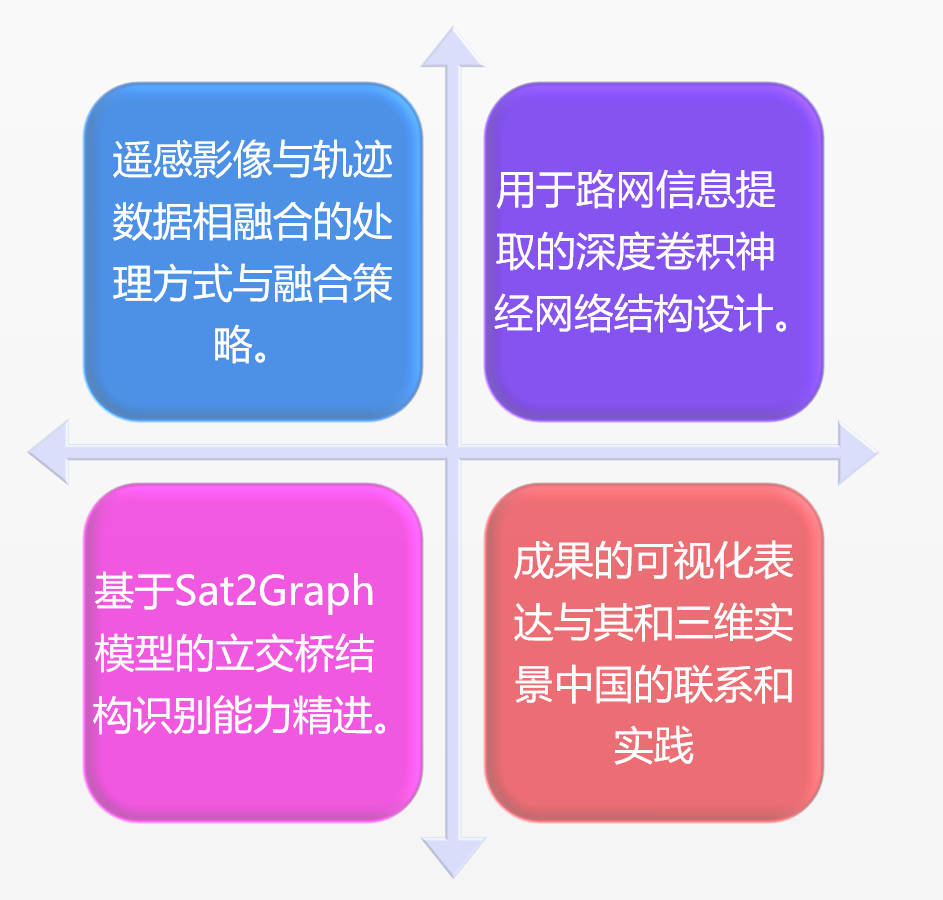 遥感影像与轨迹
数据相融合的处
理方式与融合策
略。
用于路网信息提
取的深度卷积神
经网络结构设计。
基于Sat2Graph
模型的立交桥结
构识别能力精进。
成果的可视化表
达与其和三维实
景中国的联系和
实践